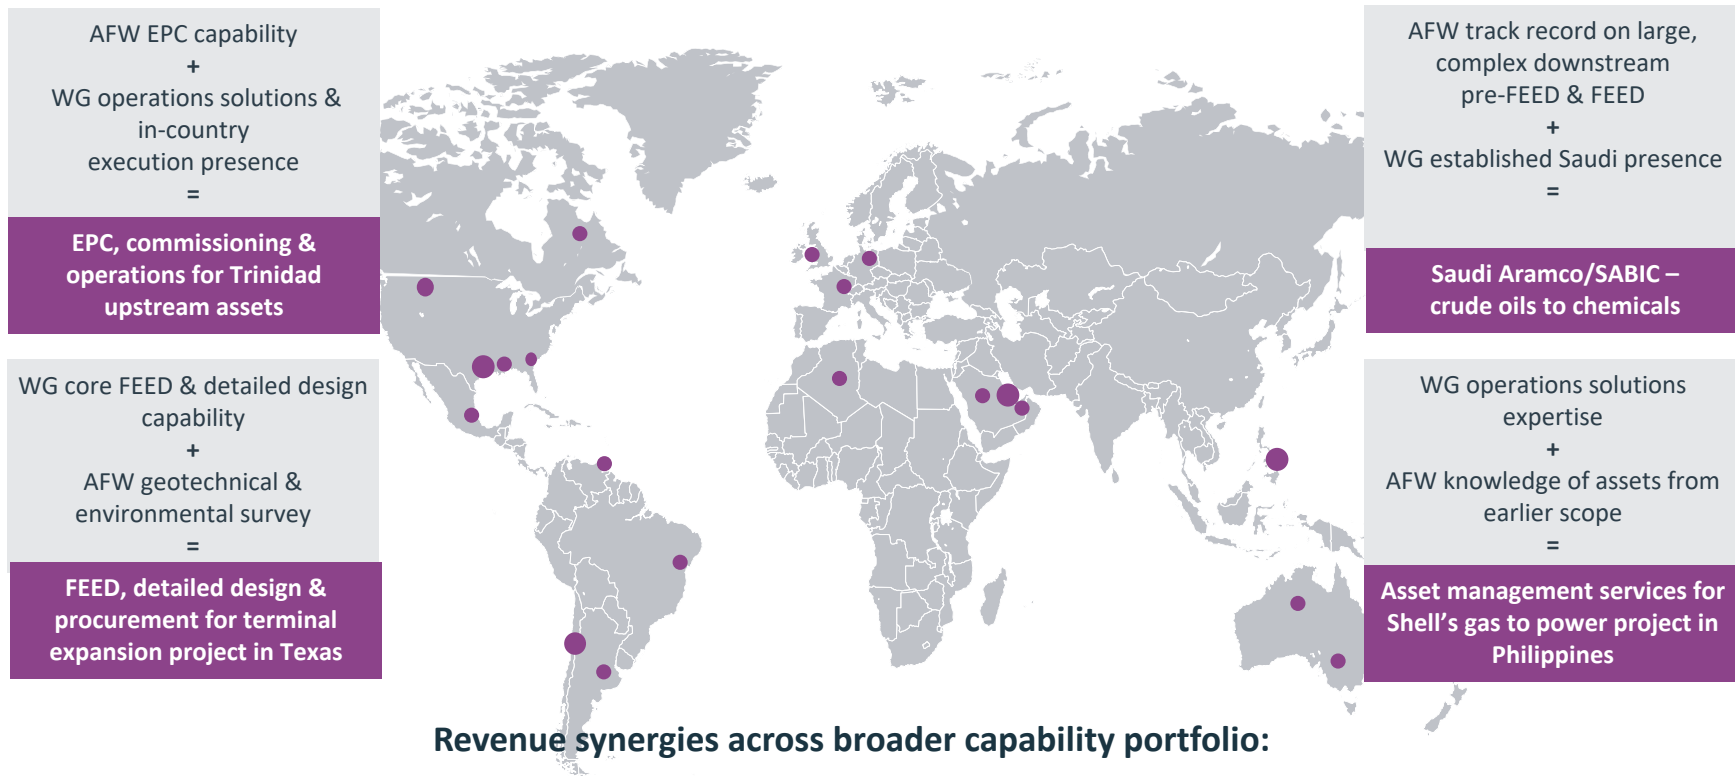 AFW EPC capability
+
WG operations solutions &
in-country
execution presence
=
EPC, commissioning &
operations for Trinidad
upstream assets
WG core FEED & detailed design
capability
+
AFW geotechnical &
environmental survey
=
FEED, detailed design &
procurement for terminal
expansion project in Texas
AFW track record on large,
complex downstream
pre-FEED & FEED
+
WG established Saudi presence
=
Saudi Aramco/SABIC –
crude oils to chemicals
WG operations solutions
expertise
+
AFW knowledge of assets from
earlier scope
=
Asset management services for
Shell’s gas to power project in
Philippines
Revenue synergies across broader capability portfolio: